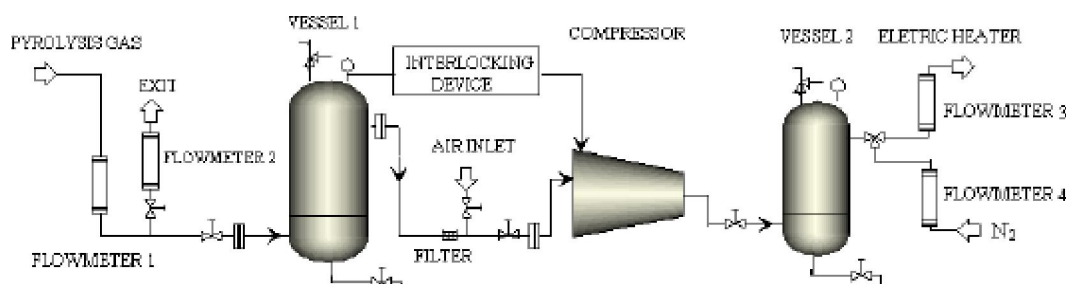 VESSEL 1
PYROLYSIS GAS
EXIT
INTERLOCKING
DEVICE
COMPRESSOR
VESSEL 2
ELETRIC HEATER
FLOWMETER 3
FLOWMETER 2
AIR INLET
FLOWMETER 4
N2
FLOWMETER 1
FILTER